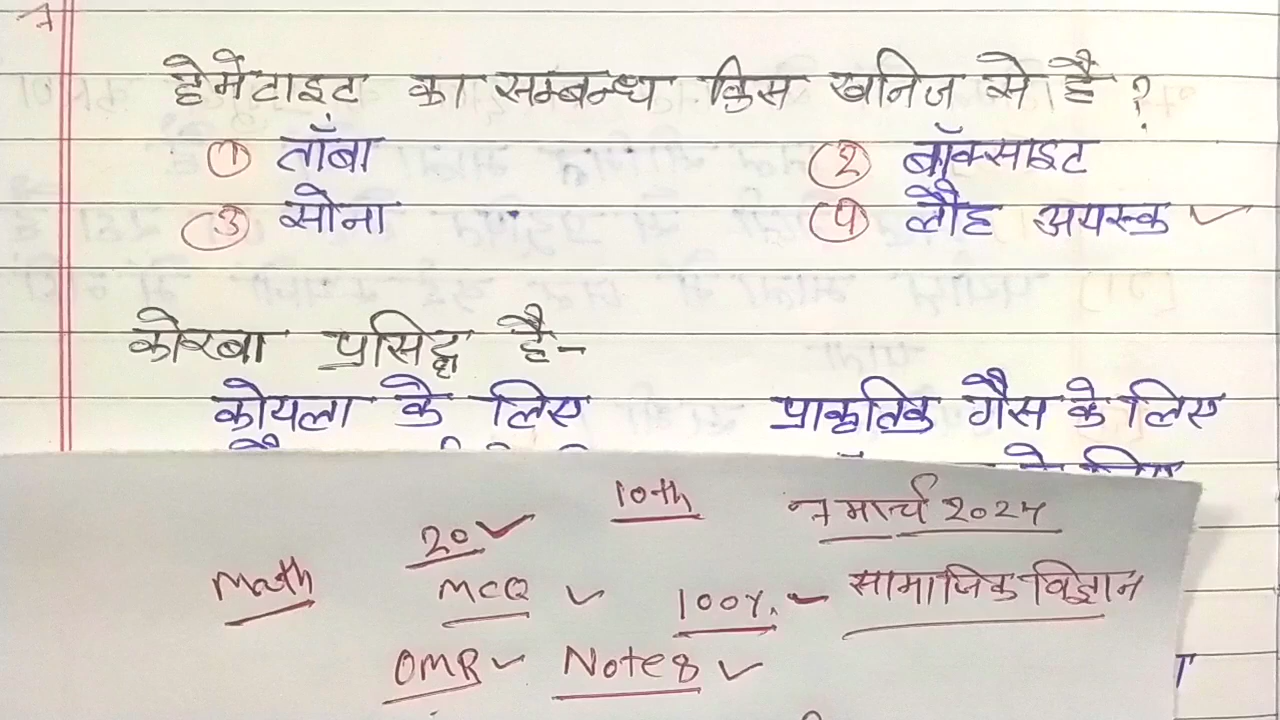 हेमेटाइट का सम्बन्ध किस खनिज से है ?
① ताँबा ② बॉक्साइट
③ सोना ④ लौह अयस्क ✓
कोरबा प्रसिद्ध है-
कोयला के लिए प्राकृतिक गैस के लिए
10th
20 ✓ मार्च 2024
Math MCQ ✓ 100% सामाजिक विज्ञान
OMR ✓ Notes ✓